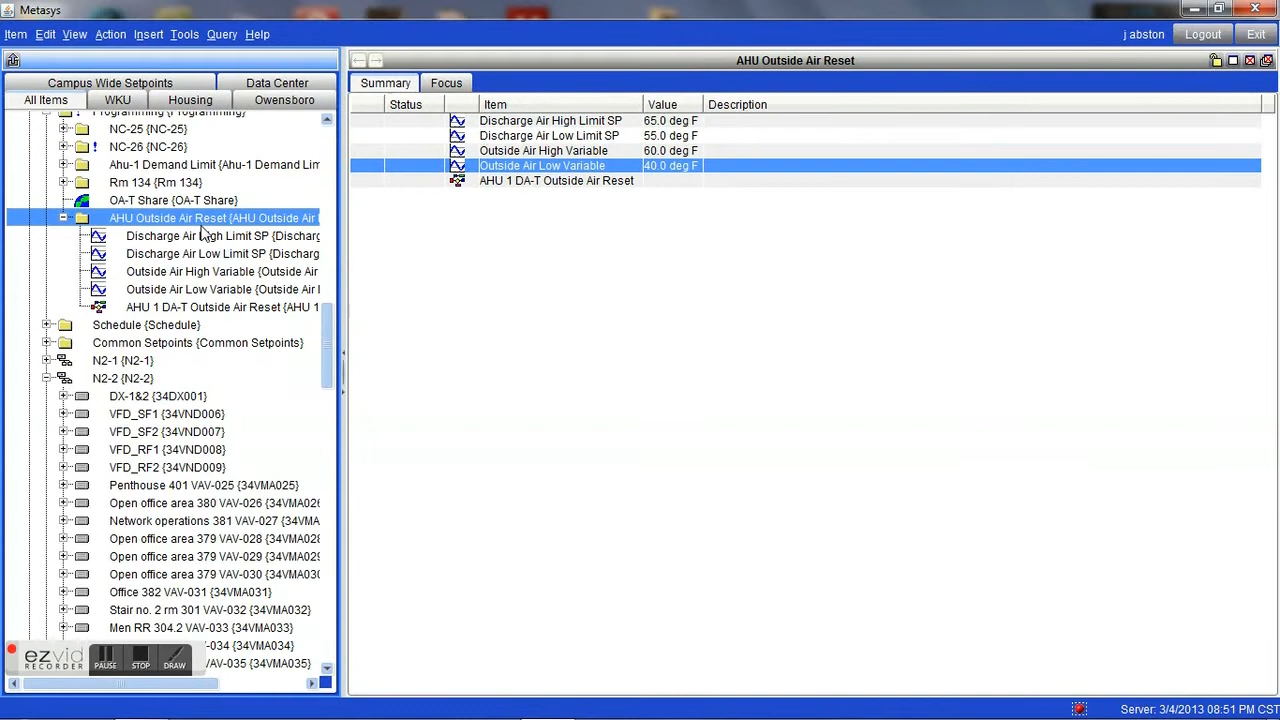 Metasys
Item Edit View Action Insert Tools Query Help
j abston Logout Exit
AHU Outside Air Reset
Campus Wide Setpoints Data Center
All Items WKU Housing Owensboro
Summary Focus
Status Item Value Description
Discharge Air High Limit SP 65.0 deg F
Discharge Air Low Limit SP 55.0 deg F
Outside Air High Variable 60.0 deg F
Outside Air Low Variable 40.0 deg F
AHU 1 DA-T Outside Air Reset
Programming {Programming}
NC-25 {NC-25}
! NC-26 {NC-26}
Ahu-1 Demand Limit {Ahu-1 Demand Lim
Rm 134 {Rm 134}
OA-T Share {OA-T Share}
AHU Outside Air Reset {AHU Outside Air
Discharge Air High Limit SP {Discharg
Discharge Air Low Limit SP {Discharg
Outside Air High Variable {Outside Air
Outside Air Low Variable {Outside Air
AHU 1 DA-T Outside Air Reset {AHU 1
Schedule {Schedule}
Common Setpoints {Common Setpoints}
N2-1 {N2-1}
N2-2 {N2-2}
DX-1&2 {34DX001}
VFD_SF1 {34VND006}
VFD_SF2 {34VND007}
VFD_RF1 {34VND008}
VFD_RF2 {34VND009}
Penthouse 401 VAV-025 {34VMA025}
Open office area 380 VAV-026 {34VMA026
Network operations 381 VAV-027 {34VMA
Open office area 379 VAV-028 {34VMA028
Open office area 379 VAV-029 {34VMA029
Open office area 379 VAV-030 {34VMA030
Office 382 VAV-031 {34VMA031}
Stair no. 2 rm 301 VAV-032 {34VMA032}
Men RR 304.2 VAV-033 {34VMA033}
-034 {34VMA034}
-035 {34VMA035}
ezvid
RECORDER
PAUSE STOP DRAW
Server: 3/4/2013 08:51 PM CST